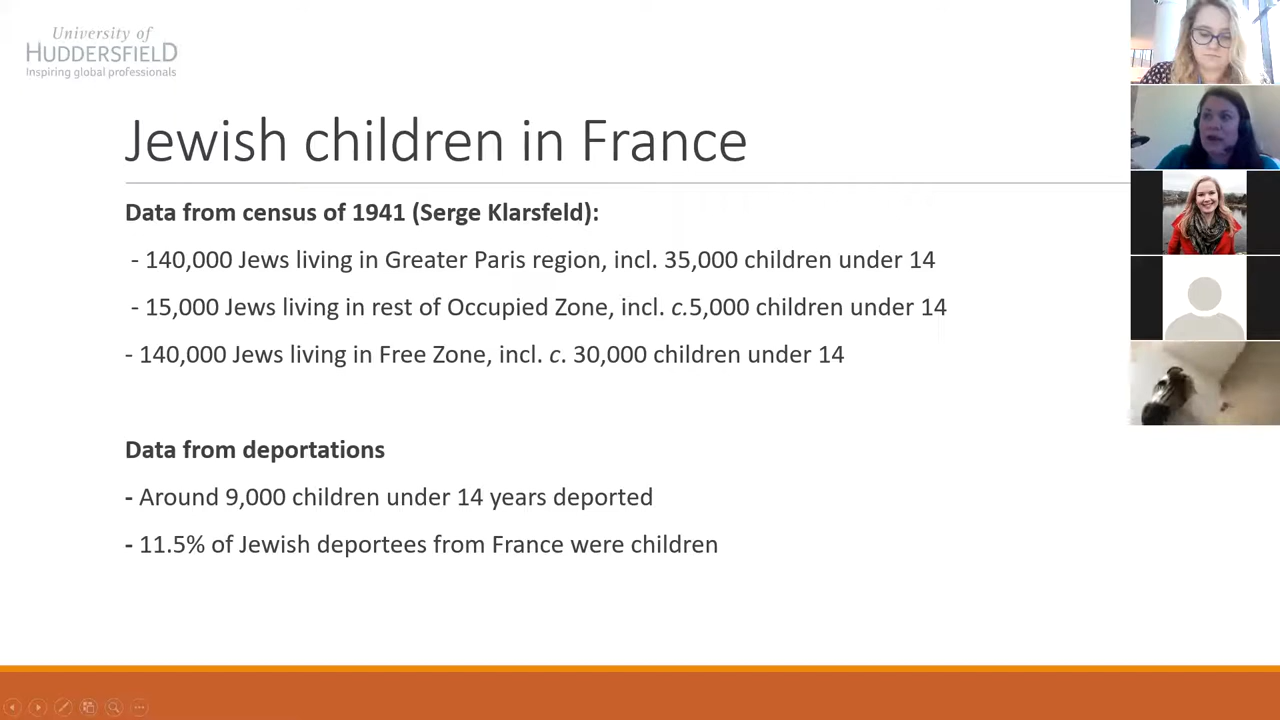 University of
HUDDERSFIELD
Inspiring global professionals
Jewish children in France
Data from census of 1941 (Serge Klarsfeld):
- 140,000 Jews living in Greater Paris region, incl. 35,000 children under 14
- 15,000 Jews living in rest of Occupied Zone, incl. c.5,000 children under 14
- 140,000 Jews living in Free Zone, incl. c. 30,000 children under 14
Data from deportations
- Around 9,000 children under 14 years deported
- 11.5% of Jewish deportees from France were children